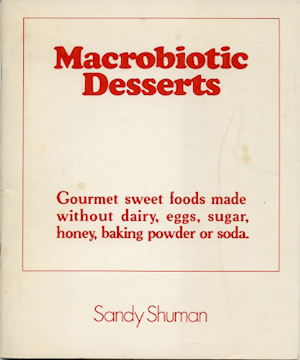 Macrobiotic
Desserts
Gourmet sweet foods made
without dairy, eggs, sugar,
honey, baking powder or soda.
Sandy Shuman